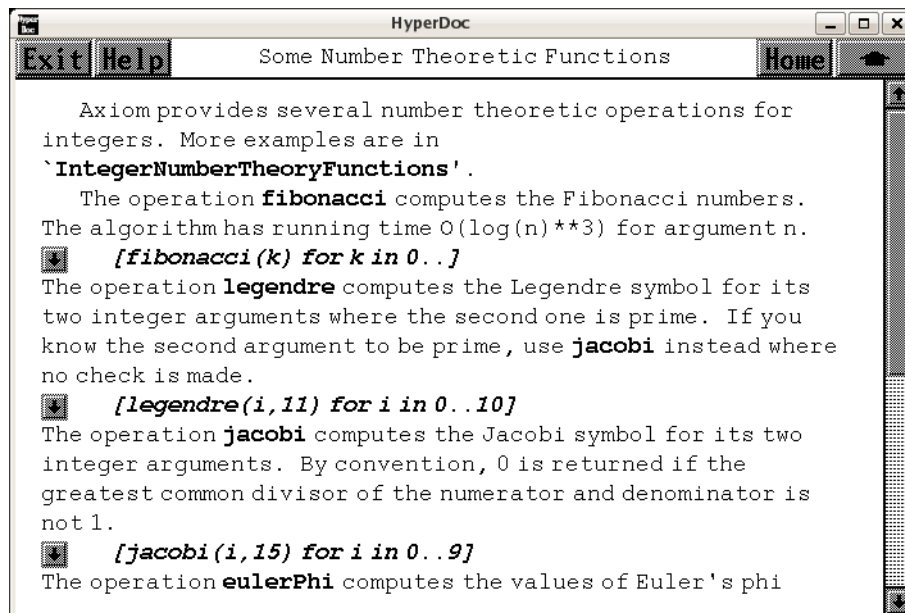 Hyper Doc
HyperDoc
Exit Help Some Number Theoretic Functions Home
Axiom provides several number theoretic operations for
integers. More examples are in
`IntegerNumberTheoryFunctions'.
The operation fibonacci computes the Fibonacci numbers.
The algorithm has running time O(log(n)**3) for argument n.
[fibonacci(k) for k in 0..]
The operation legendre computes the Legendre symbol for its
two integer arguments where the second one is prime. If you
know the second argument to be prime, use jacobi instead where
no check is made.
[legendre(i,11) for i in 0..10]
The operation jacobi computes the Jacobi symbol for its two
integer arguments. By convention, 0 is returned if the
greatest common divisor of the numerator and denominator is
not 1.
[jacobi(i,15) for i in 0..9]
The operation eulerPhi computes the values of Euler's phi